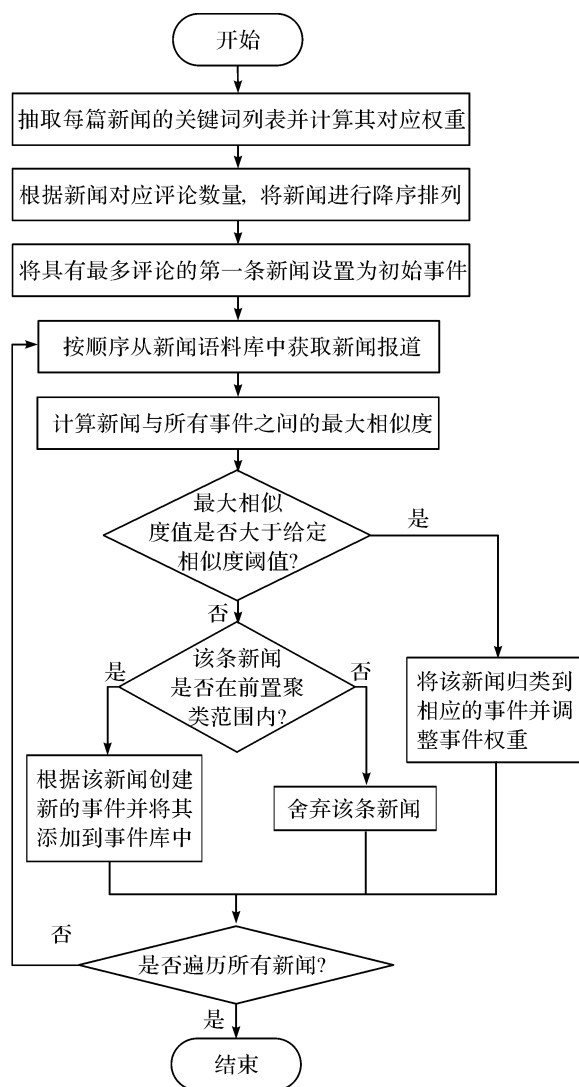 开始
抽取每篇新闻的关键词列表并计算其对应权重
根据新闻对应评论数量, 将新闻进行降序排列
将具有最多评论的第一条新闻设置为初始事件
按顺序从新闻语料库中获取新闻报道
计算新闻与所有事件之间的最大相似度
最大相似
度值是否大于给定
相似度阈值?
是
否
该条新闻
是否在前置聚
类范围内?
是
否
将该新闻归类到
相应的事件并调
整事件权重
根据该新闻创建
新的事件并将其
添加到事件库中
舍弃该条新闻
否
是否遍历所有新闻?
是
结束